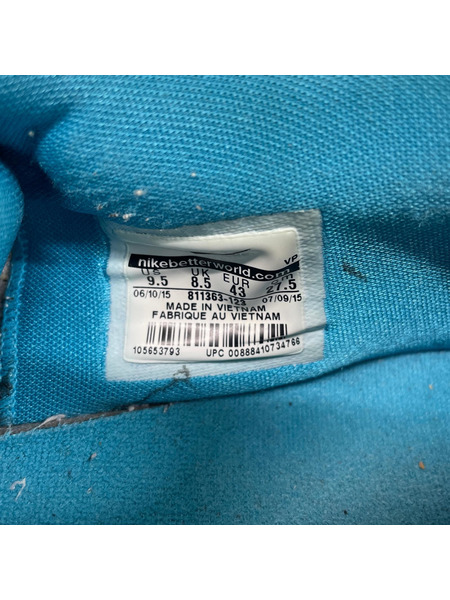 VP
nikebetterworld.com
US UK EUR cm
9.5 8.5 43 27.5
06/10/15 811363-123 07/09/15
MADE IN VIETNAM
FABRIQUE AU VIETNAM
105653793 UPC 00888410734766